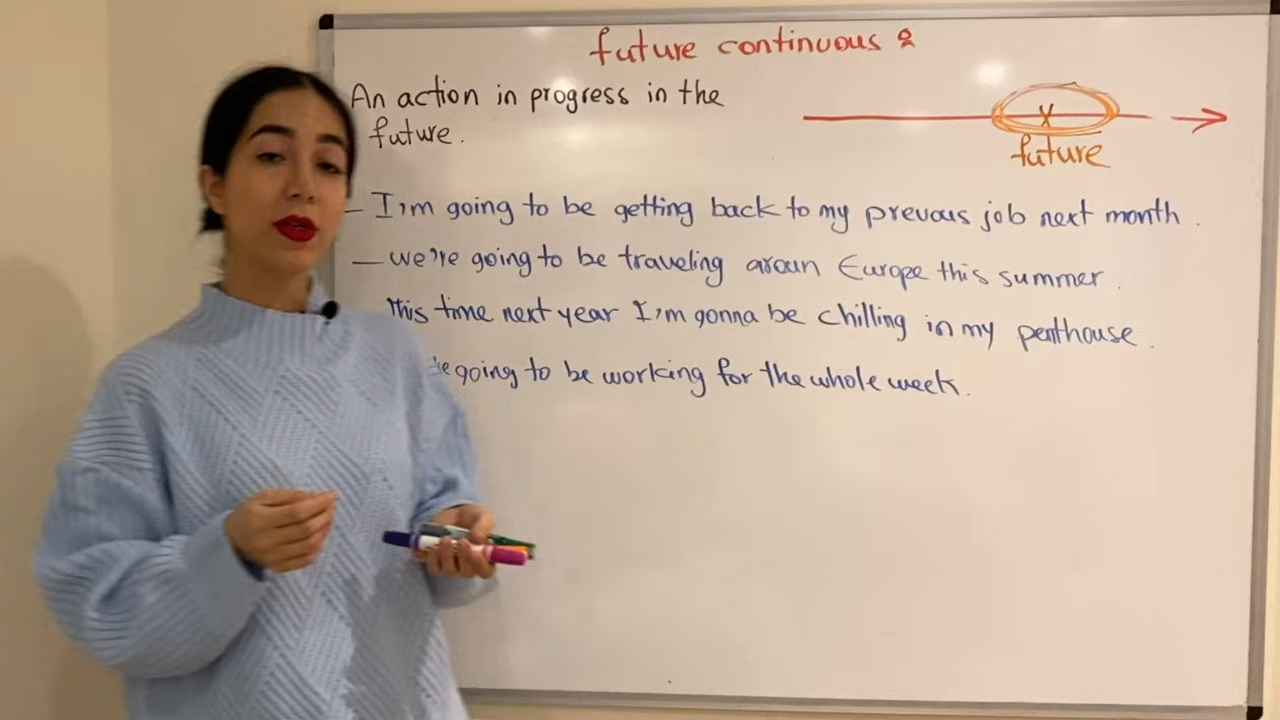 future continuous :
An action in progress in the
future.
future
- I'm going to be getting back to my prevous job next month.
- we're going to be traveling aroun Europe this summer.
This time next year I'm gonna be chilling in my penthouse.
going to be working for the whole week.